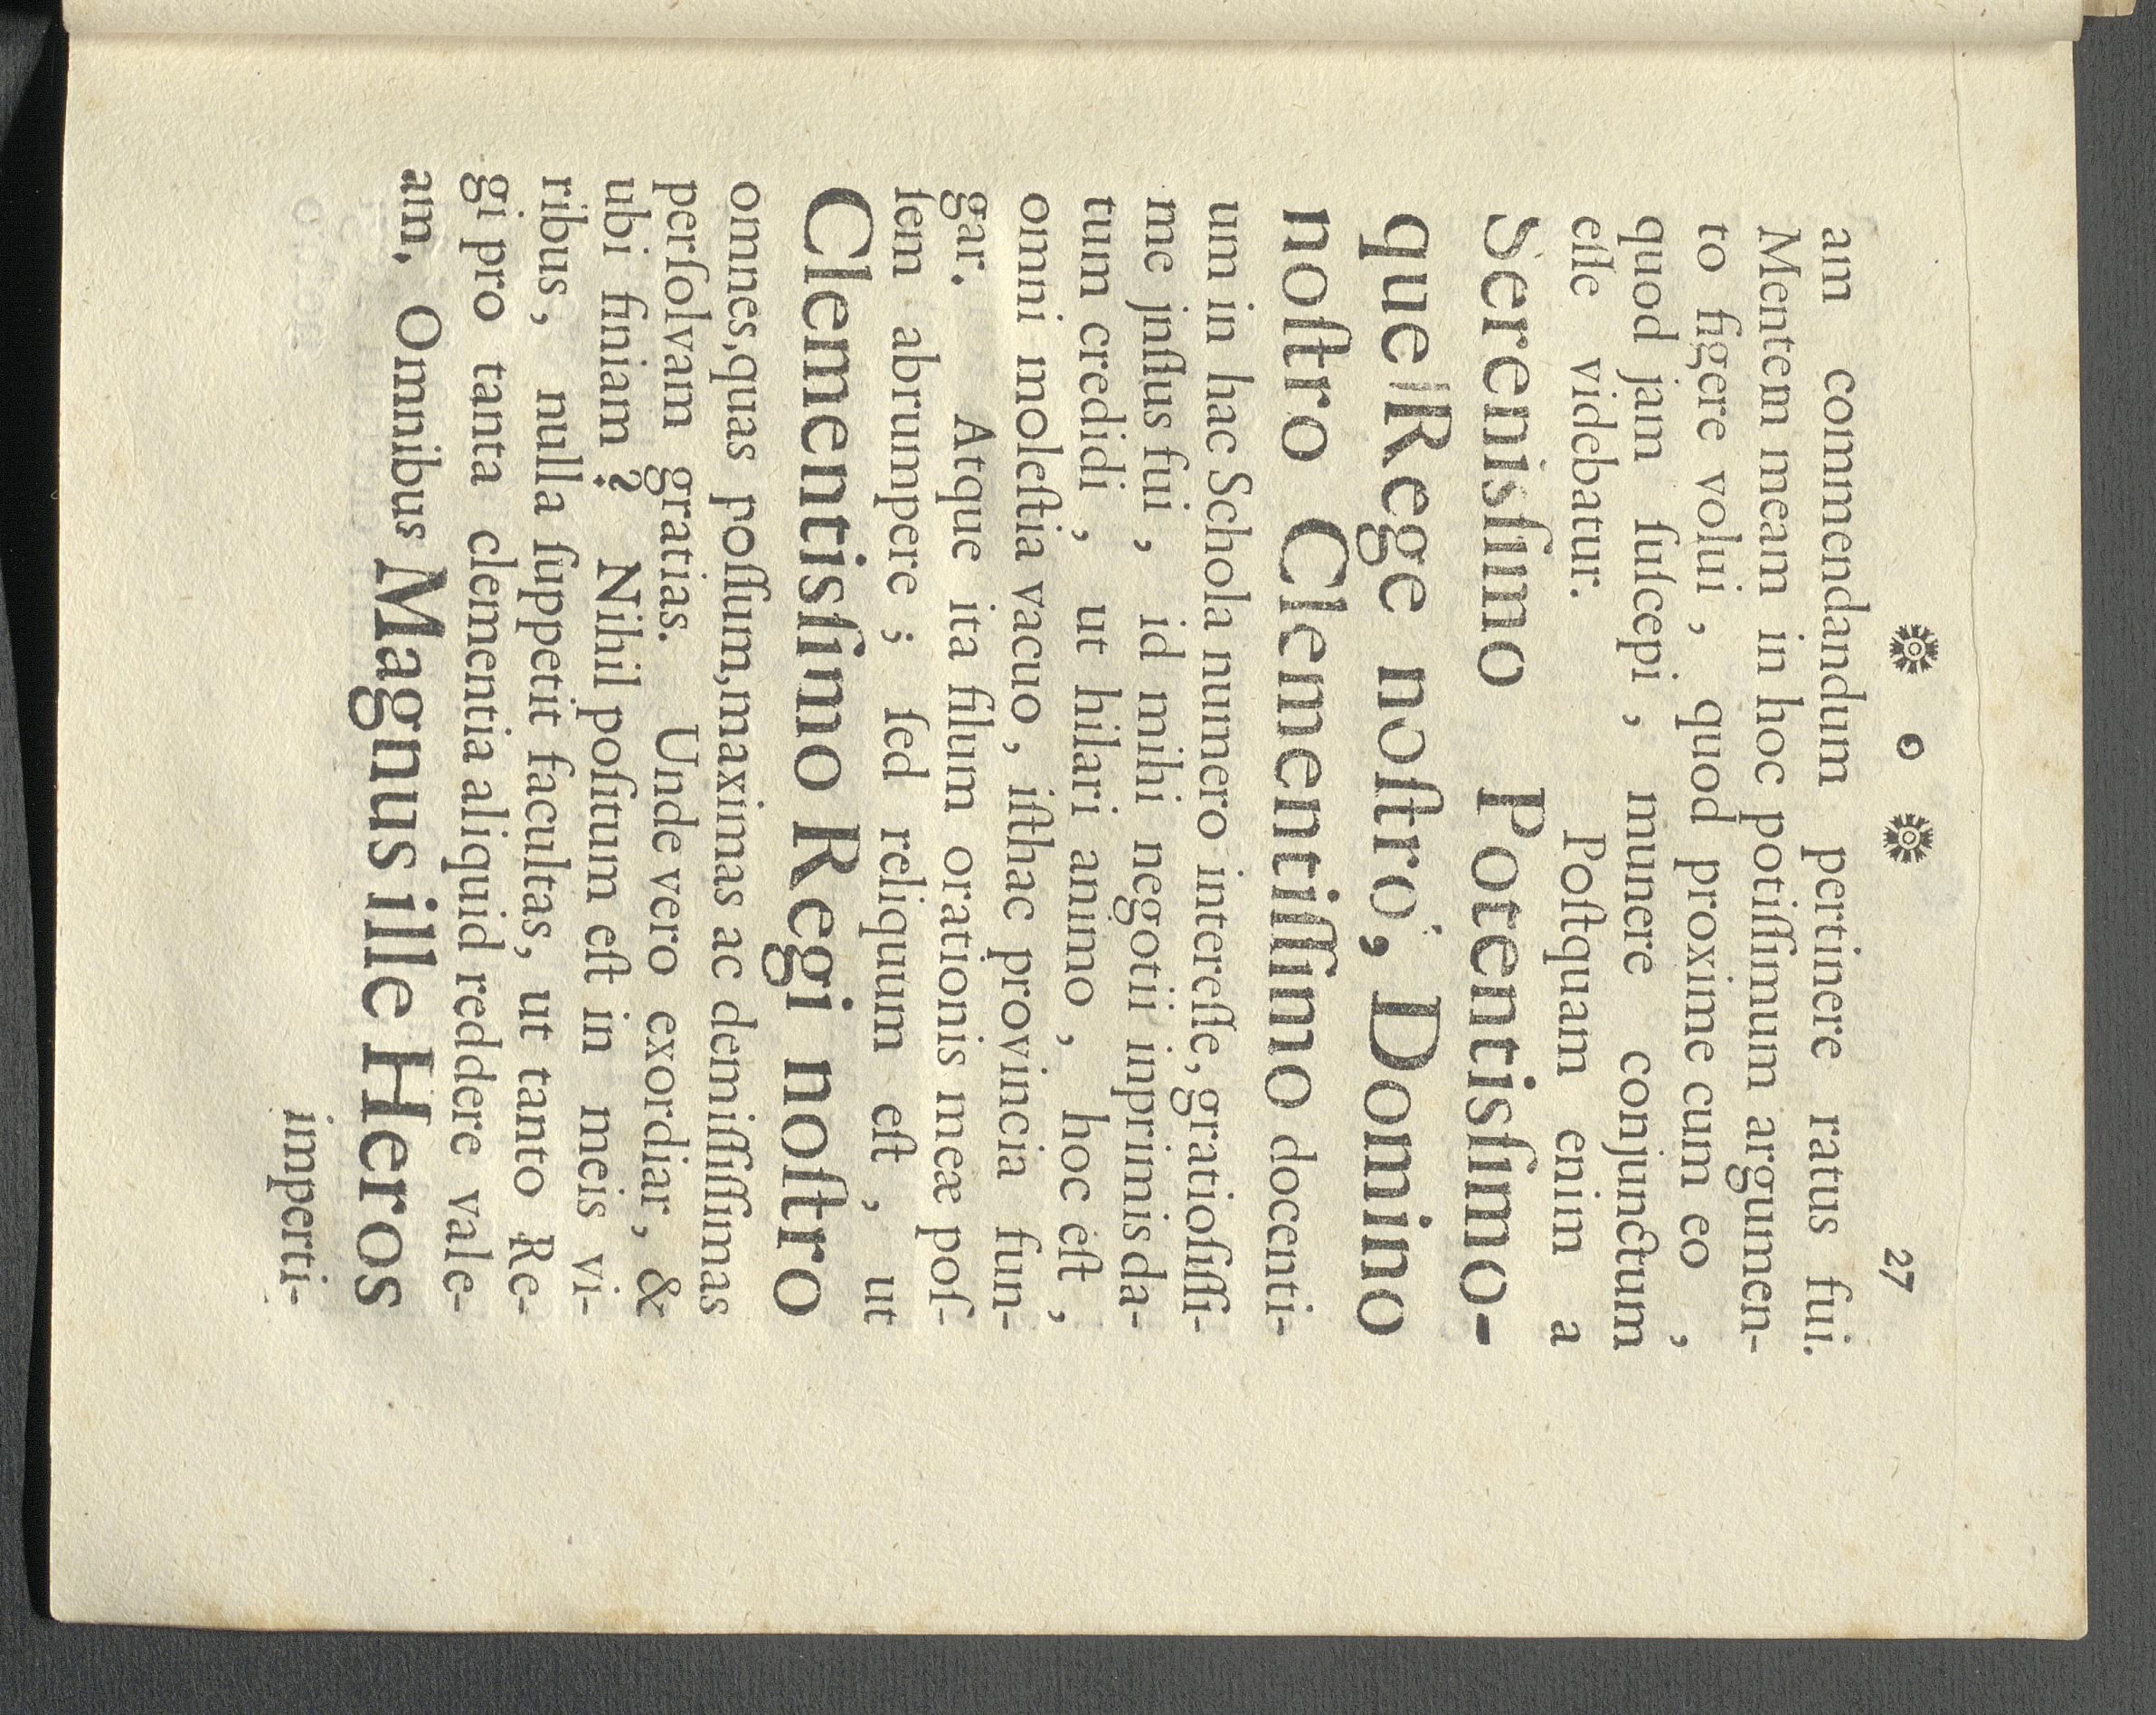 o 27
am commendandum pertinere ratus fui.
Mentem meam in hoc potiſſimum argumen-
to figere volui , quod proxime cum eo ,
quod jam ſuſcepi , munere conjunctum
eſſe videbatur. Poſtquam enim a
Serenisſimo Potentisſimo-
que Rege noſtro, Domino
noſtro Clementiſſimo docenti-
um in hac Schola numero intereſſe, gratioſiſſi-
me juſſus fui , id mihi negotii inprimis da-
tum credidi , ut hilari animo , hoc eſt ,
omni moleſtia vacuo , iſthac provincia fun-
gar. Atque ita filum orationis meæ poſ-
ſem abrumpere ; ſed reliquum eſt , ut
Clementisſimo Regi noſtro
omnes,quas poſſum,maximas ac demiſſiſſimas
perſolvam gratias. Unde vero exordiar , &
ubi finiam ? Nihil poſitum eſt in meis vi-
ribus , nulla ſuppetit facultas, ut tanto Re-
gi pro tanta clementia aliquid reddere vale-
am. Omnibus Magnus ille Heros
imperti-